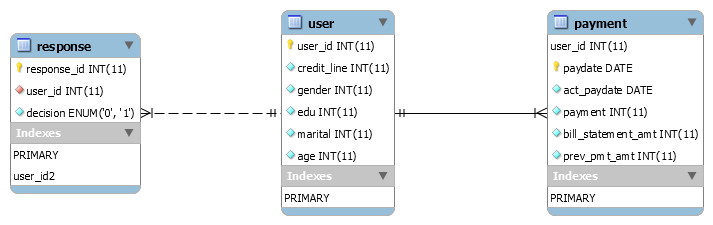 response
response_id INT(11)
user_id INT(11)
decision ENUM('0', '1')
Indexes
PRIMARY
user_id2
user
user_id INT(11)
credit_line INT(11)
gender INT(11)
edu INT(11)
marital INT(11)
age INT(11)
Indexes
PRIMARY
payment
user_id INT(11)
paydate DATE
act_paydate DATE
payment INT(11)
bill_statement_amt INT(11)
prev_pmt_amt INT(11)
Indexes
PRIMARY